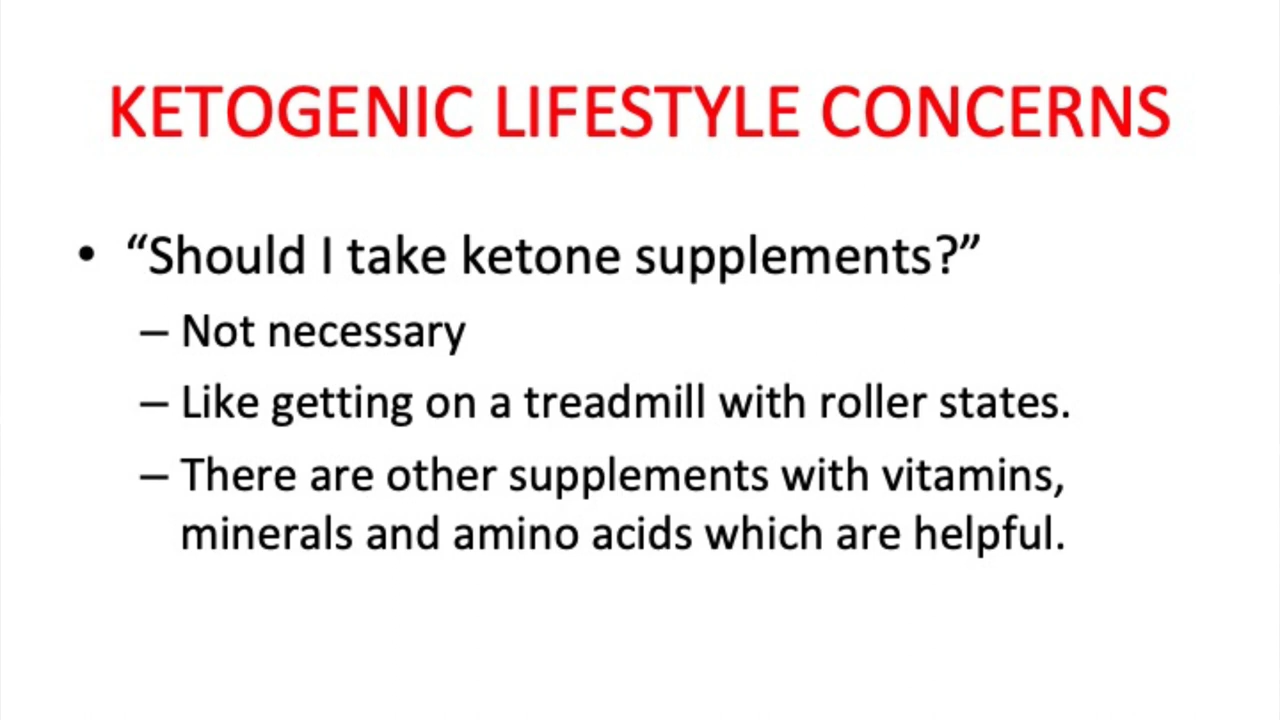 KETOGENIC LIFESTYLE CONCERNS
• “Should I take ketone supplements?”
– Not necessary
– Like getting on a treadmill with roller states.
– There are other supplements with vitamins,
minerals and amino acids which are helpful.